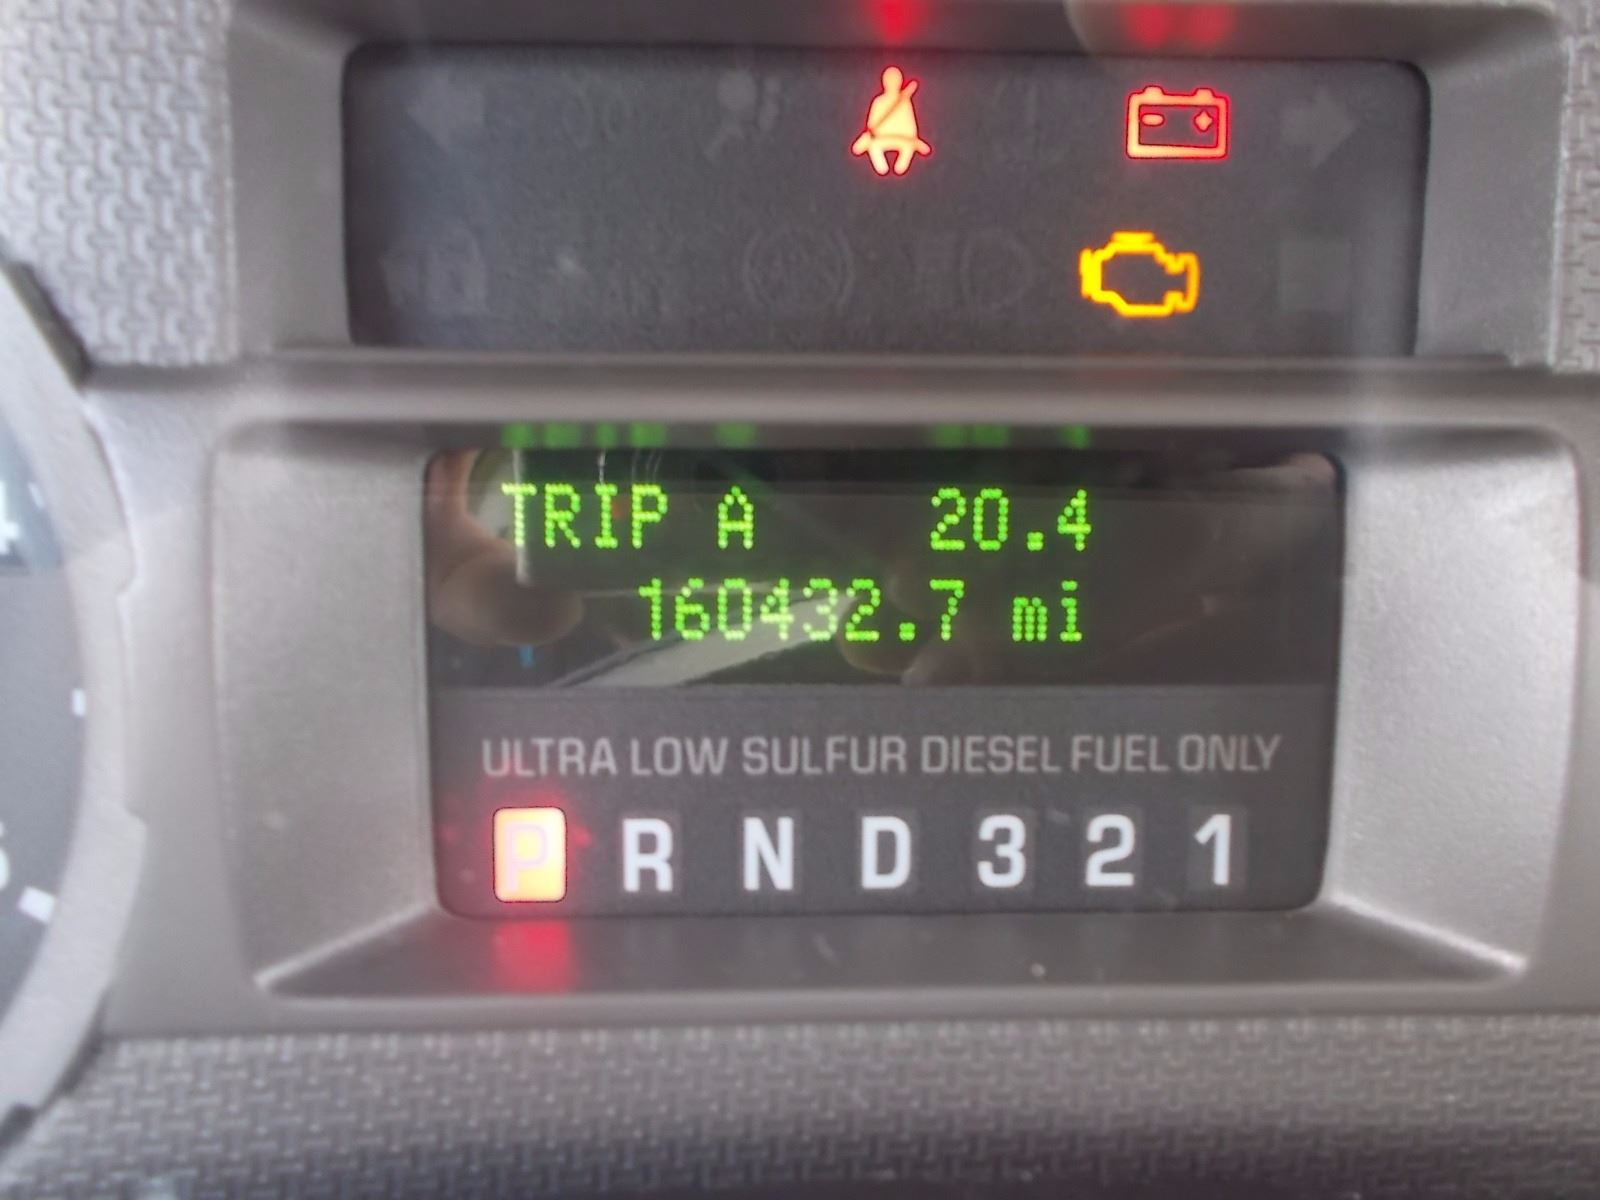 TRIP A 20.4
160432.7 mi
ULTRA LOW SULFUR DIESEL FUEL ONLY
P R N D 3 2 1